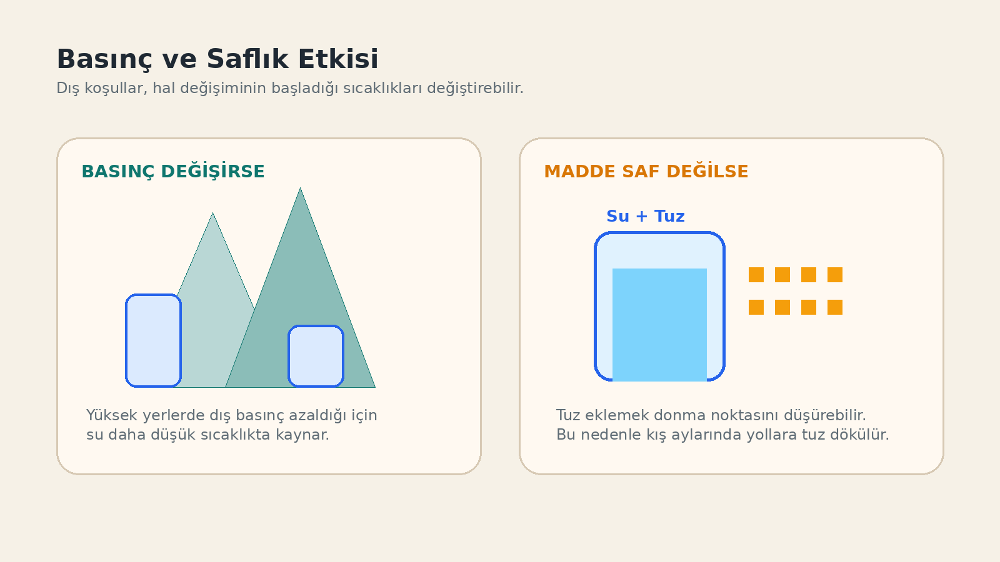 Basınç ve Saflık Etkisi
Dış koşullar, hal değişiminin başladığı sıcaklıkları değiştirebilir.
BASINÇ DEĞİŞİRSE
Yüksek yerlerde dış basınç azaldığı için
su daha düşük sıcaklıkta kaynar.
MADDE SAF DEĞİLSE
Su + Tuz
Tuz eklemek donma noktasını düşürebilir.
Bu nedenle kış aylarında yollara tuz dökülür.